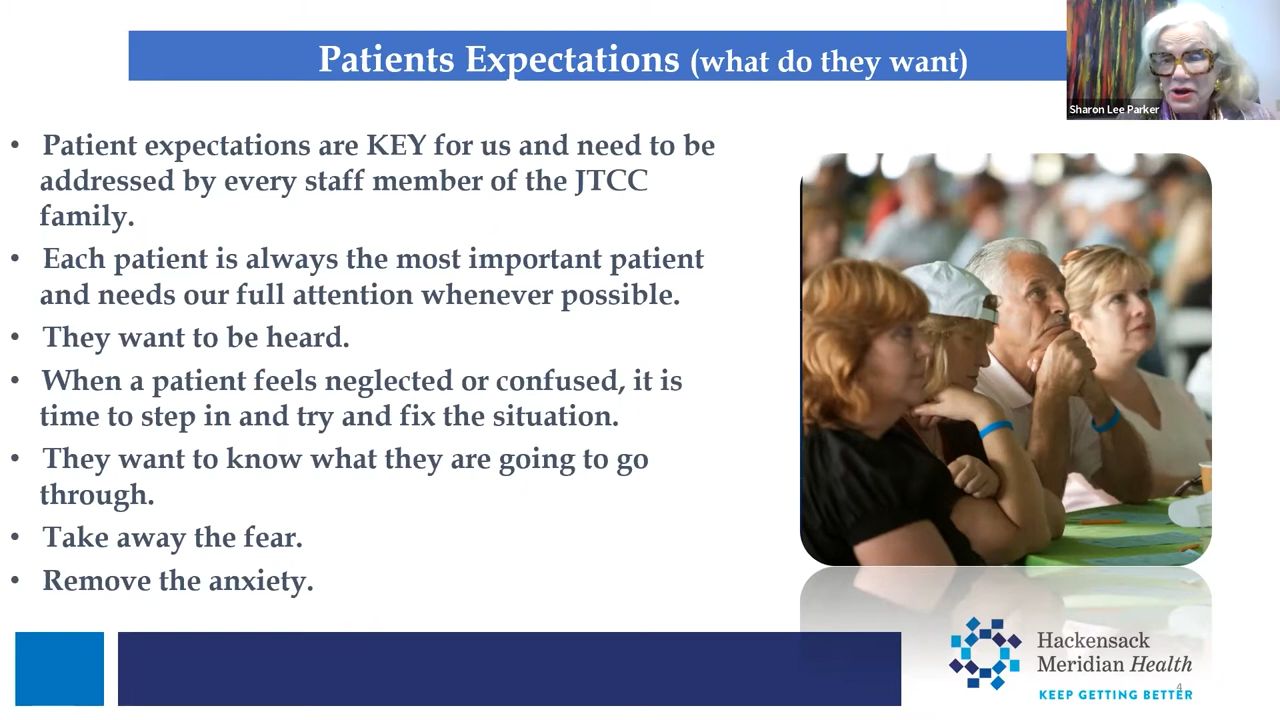 Patients Expectations (what do they want)
Sharon Lee Parker
• Patient expectations are KEY for us and need to be
addressed by every staff member of the JTCC
family.
• Each patient is always the most important patient
and needs our full attention whenever possible.
• They want to be heard.
• When a patient feels neglected or confused, it is
time to step in and try and fix the situation.
• They want to know what they are going to go
through.
• Take away the fear.
• Remove the anxiety.
Hackensack
Meridian Health
4
KEEP GETTING BETTER